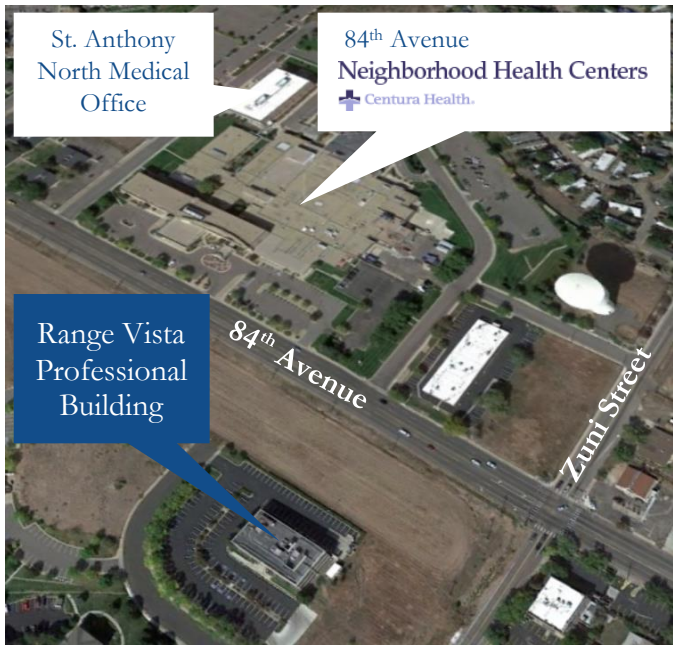 St. Anthony
North Medical
Office
84th Avenue
Neighborhood Health Centers
Centura Health.
Range Vista
Professional
Building
84th Avenue
Zuni Street